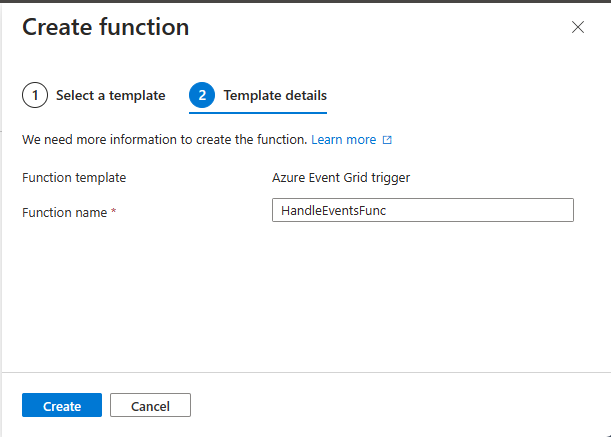 Create function
1 Select a template 2 Template details
We need more information to create the function. Learn more
Function template Azure Event Grid trigger
Function name * HandleEventsFunc
Create Cancel